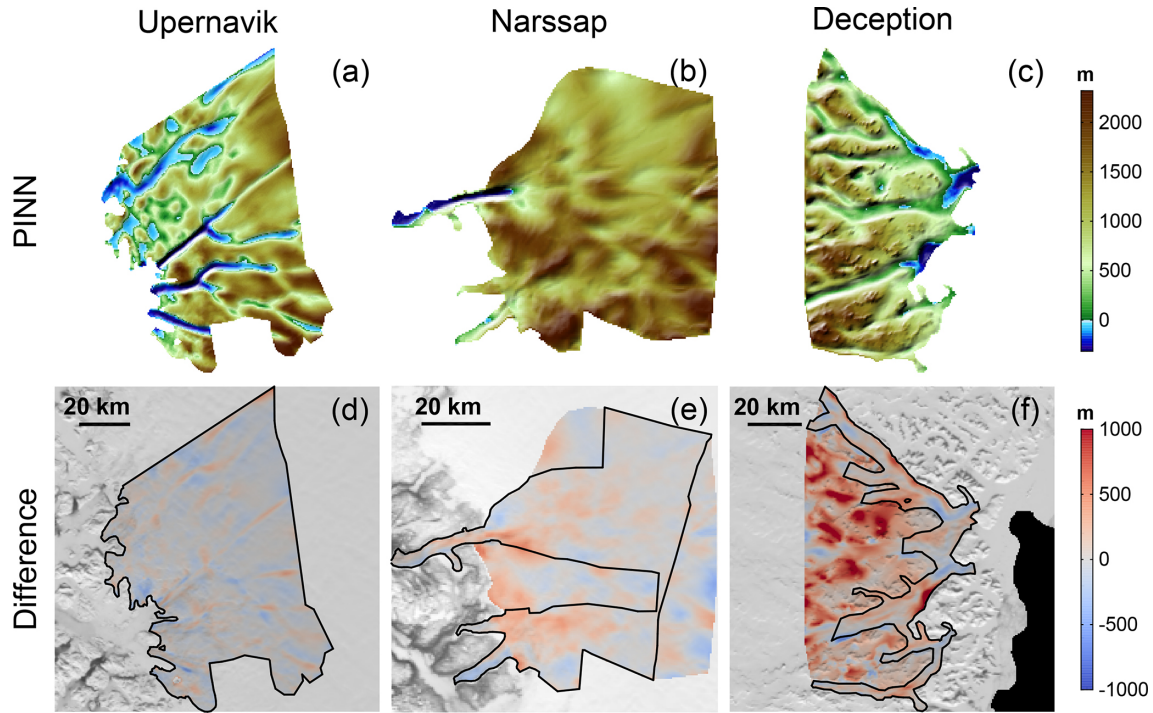 Upernavik
Narssap
Deception
PINN
(a)
(b)
(c)
m
2000
1500
1000
500
0
Difference
20 km
(d)
20 km
(e)
20 km
(f)
m
1000
500
0
-500
-1000